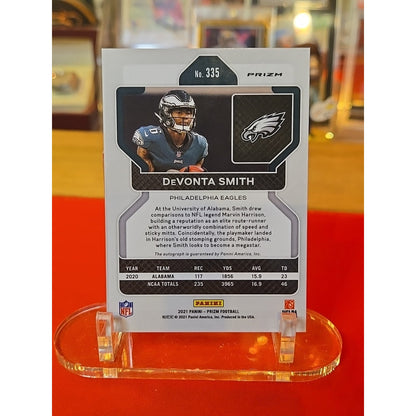 No. 335
PRIZM
6
DEVONTA SMITH
PHILADELPHIA EAGLES
At the University of Alabama, Smith drew
comparisons to NFL legend Marvin Harrison,
building a reputation as an elite route-runner
with an otherworldly combination of speed and
sticky mitts. Coincidentally, the playmaker landed
in Harrison's old stomping grounds, Philadelphia,
where Smith looks to become a megastar.
The autograph is guaranteed by Panini America, Inc.
YEAR TEAM REC YDS AVG TD
2020 ALABAMA 117 1856 15.9 23
NCAA TOTALS 235 3965 16.9 46
NFL
PANINI
2021 PANINI - PRIZM FOOTBALL
© 2021 Panini America, Inc. Produced in the USA.